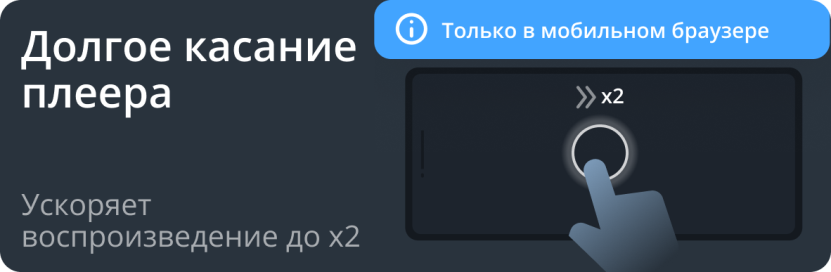 Долгое касание
плеера
Только в мобильном браузере
x2
Ускоряет
воспроизведение до x2